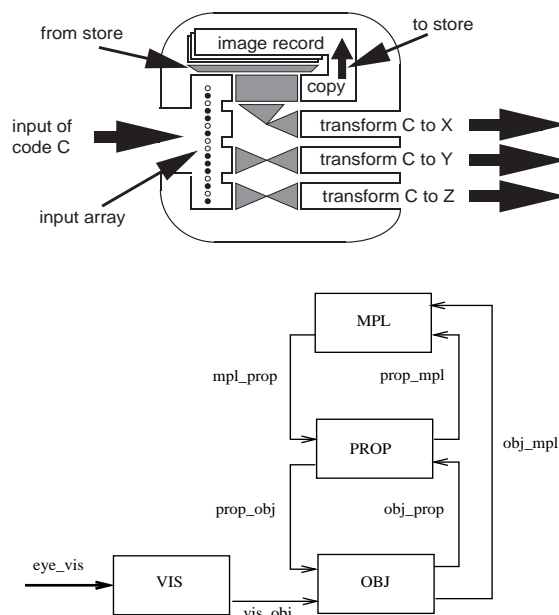 from store
to store
image record
copy
input of
code C
transform C to X
transform C to Y
transform C to Z
input array
MPL
mpl_prop
prop_mpl
obj_mpl
PROP
prop_obj
obj_prop
eye_vis
VIS
vis_obj
OBJ